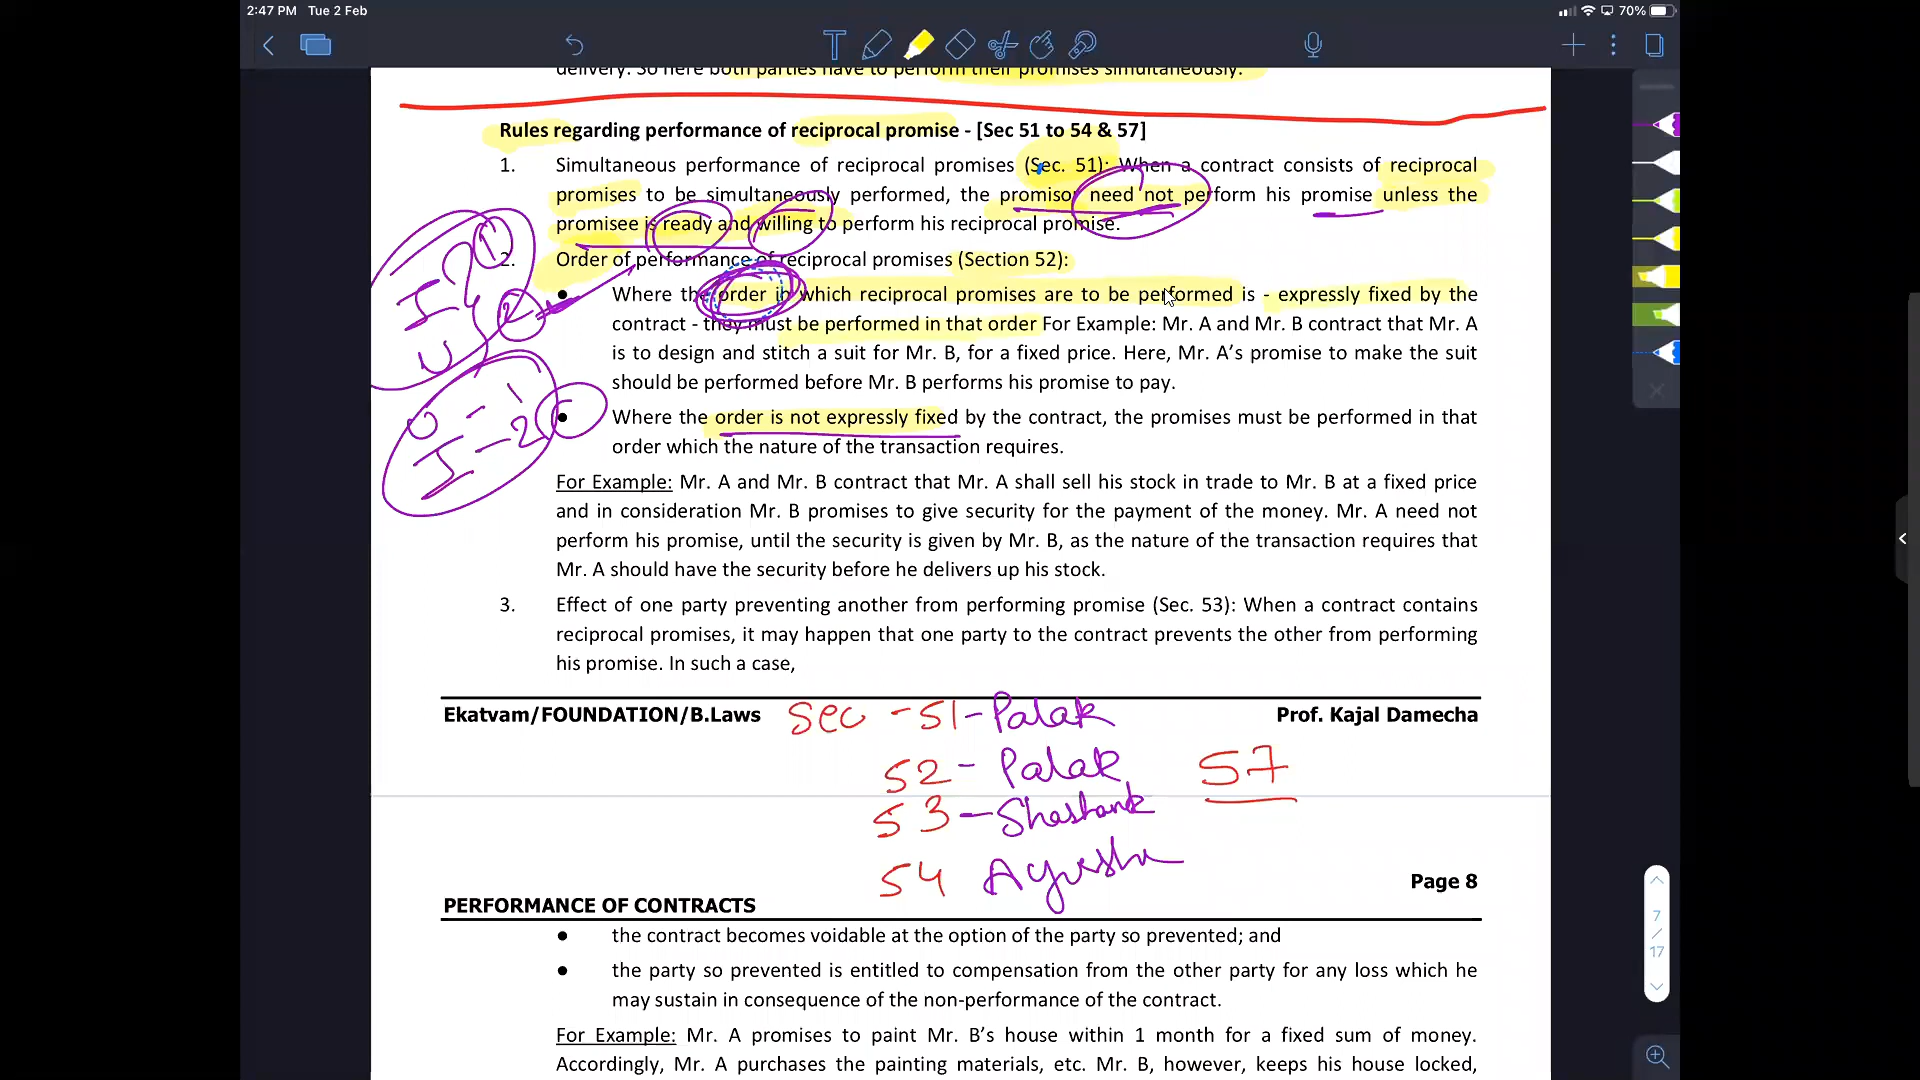 2:47 PM Tue 2 Feb
70%
delivery. So here both parties have to perform their promises simultaneously.
Rules regarding performance of reciprocal promise - [Sec 51 to 54 & 57]
1. Simultaneous performance of reciprocal promises (Sec. 51): When a contract consists of reciprocal
promises to be simultaneously performed, the promisor need not perform his promise unless the
promisee is ready and willing to perform his reciprocal promise.
2. Order of performance of reciprocal promises (Section 52):
● Where the order in which reciprocal promises are to be performed is - expressly fixed by the
contract - they must be performed in that order For Example: Mr. A and Mr. B contract that Mr. A
is to design and stitch a suit for Mr. B, for a fixed price. Here, Mr. A’s promise to make the suit
should be performed before Mr. B performs his promise to pay.
● Where the order is not expressly fixed by the contract, the promises must be performed in that
order which the nature of the transaction requires.
For Example: Mr. A and Mr. B contract that Mr. A shall sell his stock in trade to Mr. B at a fixed price
and in consideration Mr. B promises to give security for the payment of the money. Mr. A need not
perform his promise, until the security is given by Mr. B, as the nature of the transaction requires that
Mr. A should have the security before he delivers up his stock.
3. Effect of one party preventing another from performing promise (Sec. 53): When a contract contains
reciprocal promises, it may happen that one party to the contract prevents the other from performing
his promise. In such a case,
Ekatvam/FOUNDATION/B.Laws Prof. Kajal Damecha
Sec - 51 - Palak
52 - Palak 57
53 - Shashank
54
Page 8
PERFORMANCE OF CONTRACTS
● the contract becomes voidable at the option of the party so prevented; and
● the party so prevented is entitled to compensation from the other party for any loss which he
may sustain in consequence of the non-performance of the contract.
For Example: Mr. A promises to paint Mr. B’s house within 1 month for a fixed sum of money.
Accordingly, Mr. A purchases the painting materials, etc. Mr. B, however, keeps his house locked,
7
/
17